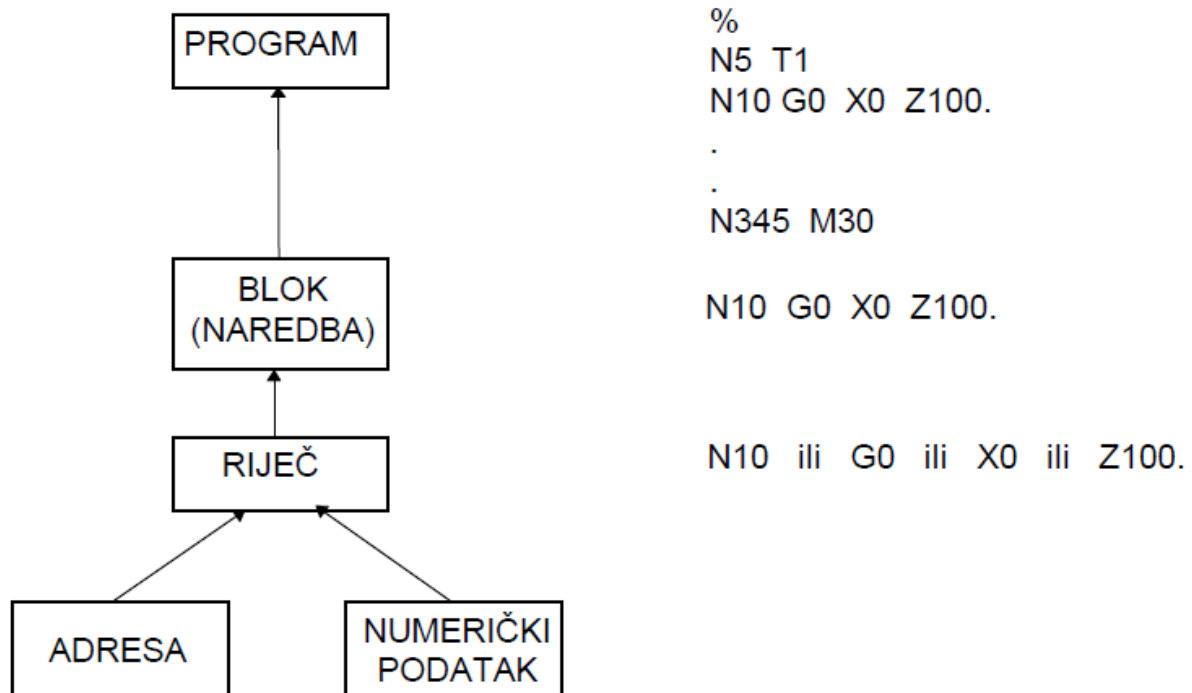 PROGRAM
%
N5 T1
N10 G0 X0 Z100.
.
.
N345 M30
BLOK
(NAREDBA)
N10 G0 X0 Z100.
RIJEČ
N10 ili G0 ili X0 ili Z100.
ADRESA
NUMERIČKI
PODATAK